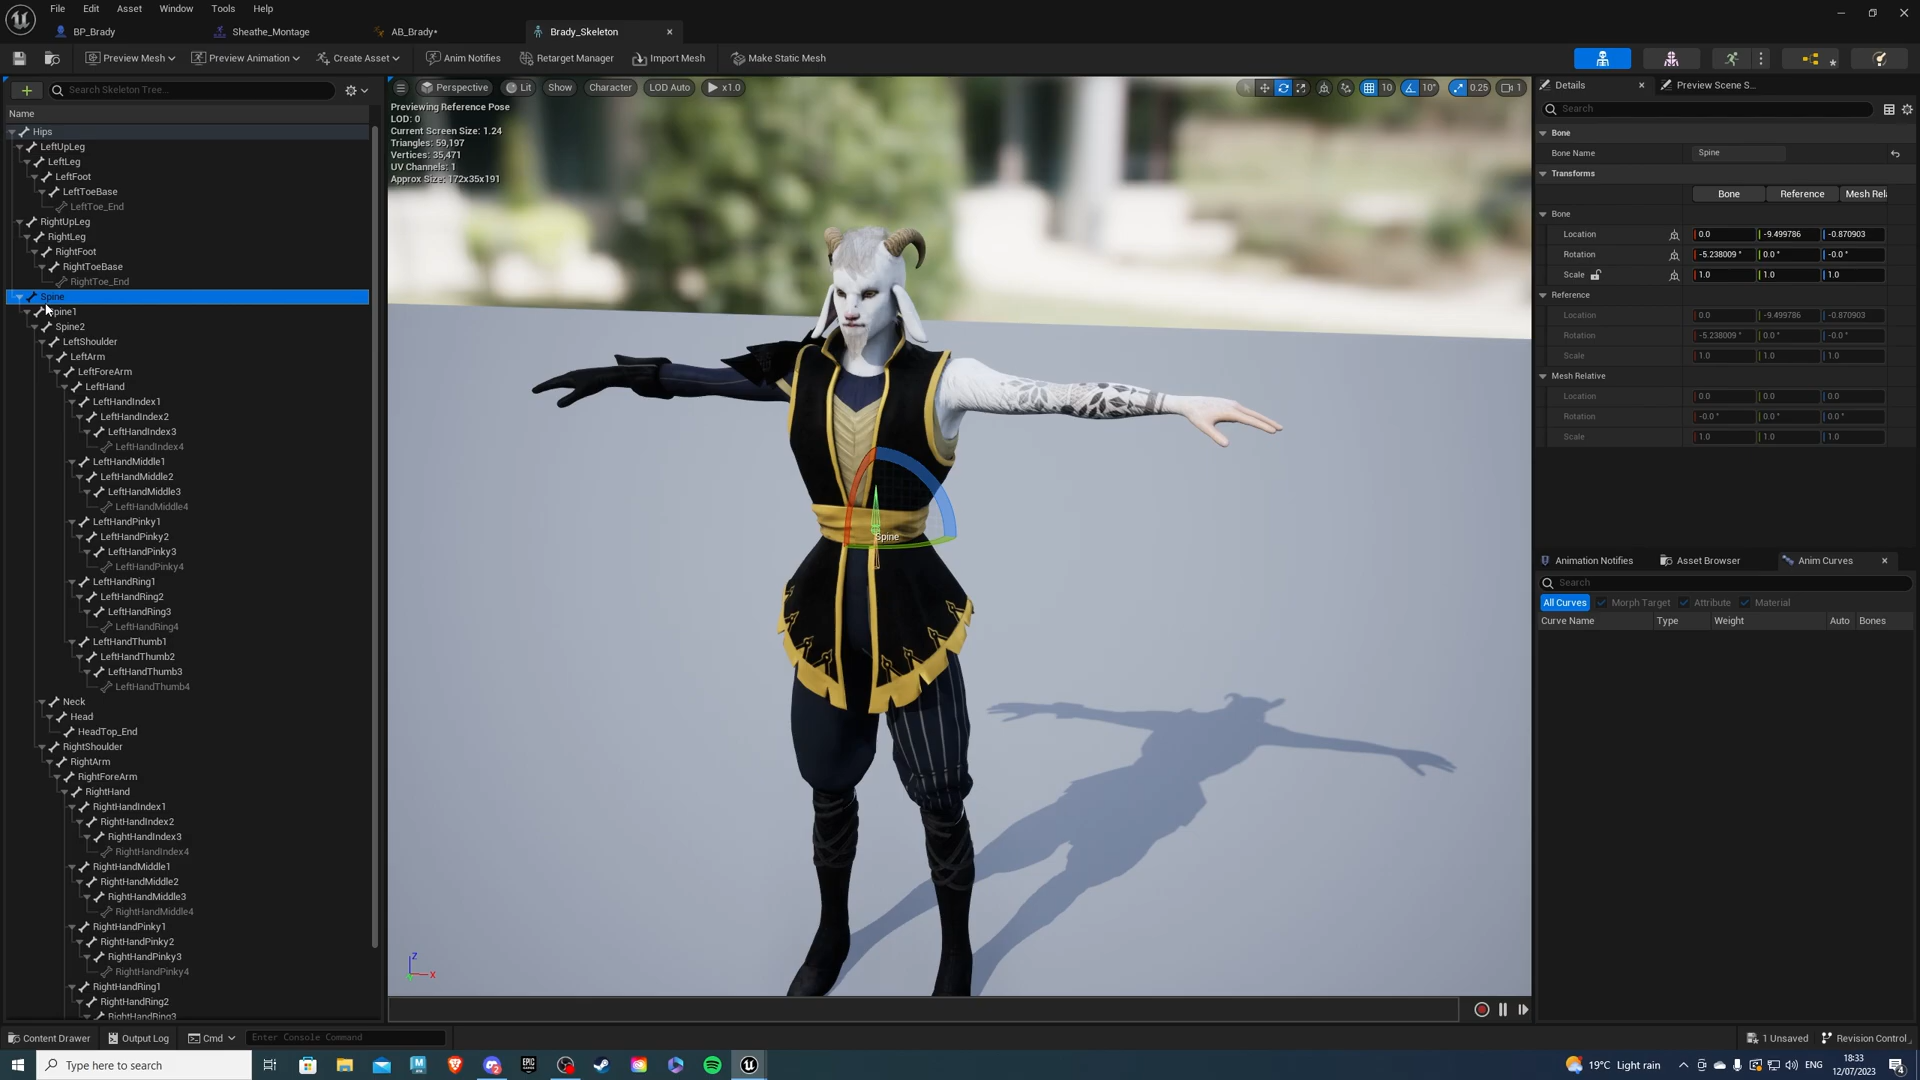 File Edit Asset Window Tools Help
BP_Brady Sheathe_Montage AB_Brady* Brady_Skeleton
Preview Mesh Preview Animation Create Asset Anim Notifies Retarget Manager Import Mesh Make Static Mesh
Search Skeleton Tree...
Name
Hips
LeftUpLeg
LeftLeg
LeftFoot
LeftToeBase
LeftToe_End
RightUpLeg
RightLeg
RightFoot
RightToeBase
RightToe_End
Spine
Spine1
Spine2
LeftShoulder
LeftArm
LeftForeArm
LeftHand
LeftHandIndex1
LeftHandIndex2
LeftHandIndex3
LeftHandIndex4
LeftHandMiddle1
LeftHandMiddle2
LeftHandMiddle3
LeftHandMiddle4
LeftHandPinky1
LeftHandPinky2
LeftHandPinky3
LeftHandPinky4
LeftHandRing1
LeftHandRing2
LeftHandRing3
LeftHandRing4
LeftHandThumb1
LeftHandThumb2
LeftHandThumb3
LeftHandThumb4
Neck
Head
HeadTop_End
RightShoulder
RightArm
RightForeArm
RightHand
RightHandIndex1
RightHandIndex2
RightHandIndex3
RightHandIndex4
RightHandMiddle1
RightHandMiddle2
RightHandMiddle3
RightHandMiddle4
RightHandPinky1
RightHandPinky2
RightHandPinky3
RightHandPinky4
RightHandRing1
RightHandRing2
RightHandRing3
Perspective Lit Show Character LOD Auto x1.0 10 10° 0.25 1
Previewing Reference Pose
LOD: 0
Current Screen Size: 1.24
Triangles: 59,197
Vertices: 35,471
UV Channels: 1
Approx Size: 172x35x191
Spine
Z
X
Details Preview Scene S...
Search
Bone
Bone Name Spine
Transforms
Bone Reference Mesh Rela
Bone
Location 0.0 -9.499786 -0.870903
Rotation -5.238009 ° 0.0 ° -0.0 °
Scale 1.0 1.0 1.0
Reference
Location 0.0 -9.499786 -0.870903
Rotation -5.238009 ° 0.0 ° -0.0 °
Scale 1.0 1.0 1.0
Mesh Relative
Location 0.0 0.0 0.0
Rotation -0.0 ° 0.0 ° 0.0 °
Scale 1.0 1.0 1.0
Animation Notifies Asset Browser Anim Curves
Search
All Curves Morph Target Attribute Material
Curve Name Type Weight Auto Bones
Content Drawer Output Log Cmd Enter Console Command 1 Unsaved Revision Control
Type here to search 19°C Light rain ENG 18:33
12/07/2023